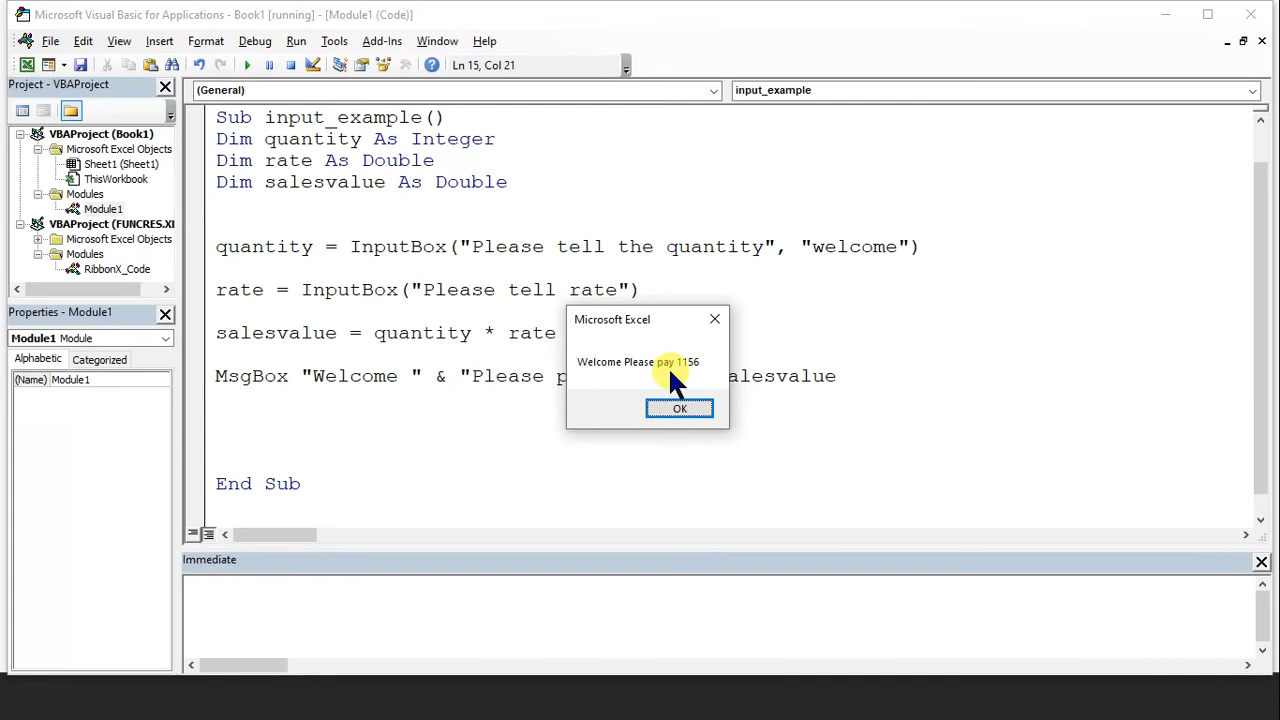 Microsoft Visual Basic for Applications - Book1 [running] - [Module1 (Code)]
File Edit View Insert Format Debug Run Tools Add-Ins Window Help
Ln 15, Col 21
Project - VBAProject
(General)
input_example
VBAProject (Book1)
Microsoft Excel Objects
Sheet1 (Sheet1)
ThisWorkbook
Modules
Module1
VBAProject (FUNCRES.XL
Microsoft Excel Objects
Modules
RibbonX_Code
Properties - Module1
Module1 Module
Alphabetic Categorized
(Name) Module1
Sub input_example()
Dim quantity As Integer
Dim rate As Double
Dim salesvalue As Double
quantity = InputBox("Please tell the quantity", "welcome")
rate = InputBox("Please tell rate")
salesvalue = quantity * rate
MsgBox "Welcome " & "Please p alesvalue
End Sub
Microsoft Excel
Welcome Please pay 1156
OK
Immediate